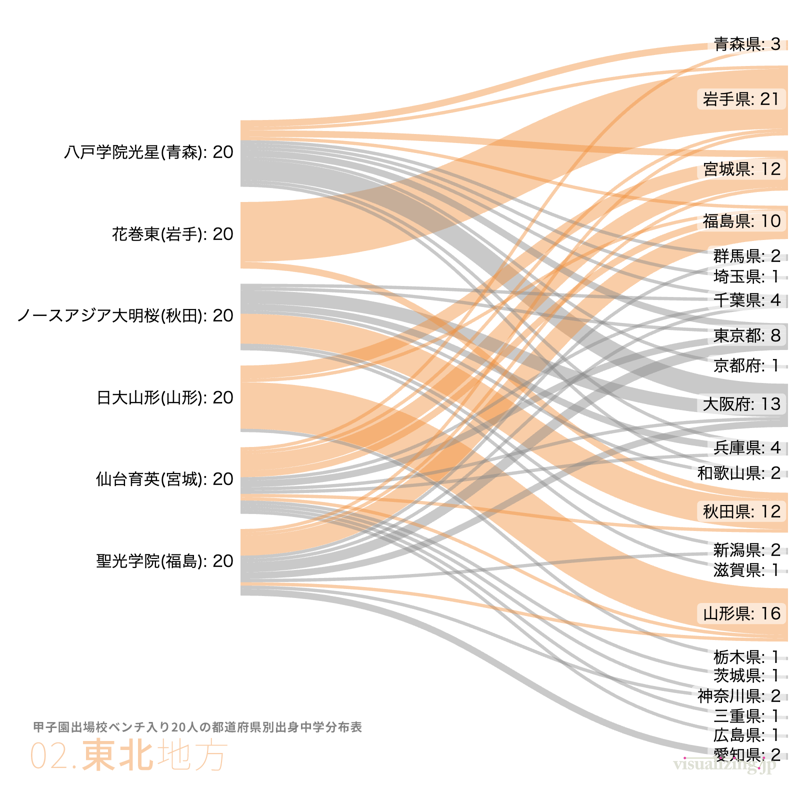 八戸学院光星(青森): 20
花巻東(岩手): 20
ノースアジア大明桜(秋田): 20
日大山形(山形): 20
仙台育英(宮城): 20
聖光学院(福島): 20
青森県: 3
岩手県: 21
宮城県: 12
福島県: 10
群馬県: 2
埼玉県: 1
千葉県: 4
東京都: 8
京都府: 1
大阪府: 13
兵庫県: 4
和歌山県: 2
秋田県: 12
新潟県: 2
滋賀県: 1
山形県: 16
栃木県: 1
茨城県: 1
神奈川県: 2
三重県: 1
広島県: 1
愛知県: 2
甲子園出場校ベンチ入り20人の都道府県別出身中学分布表
02.東北地方
visualizing.jp